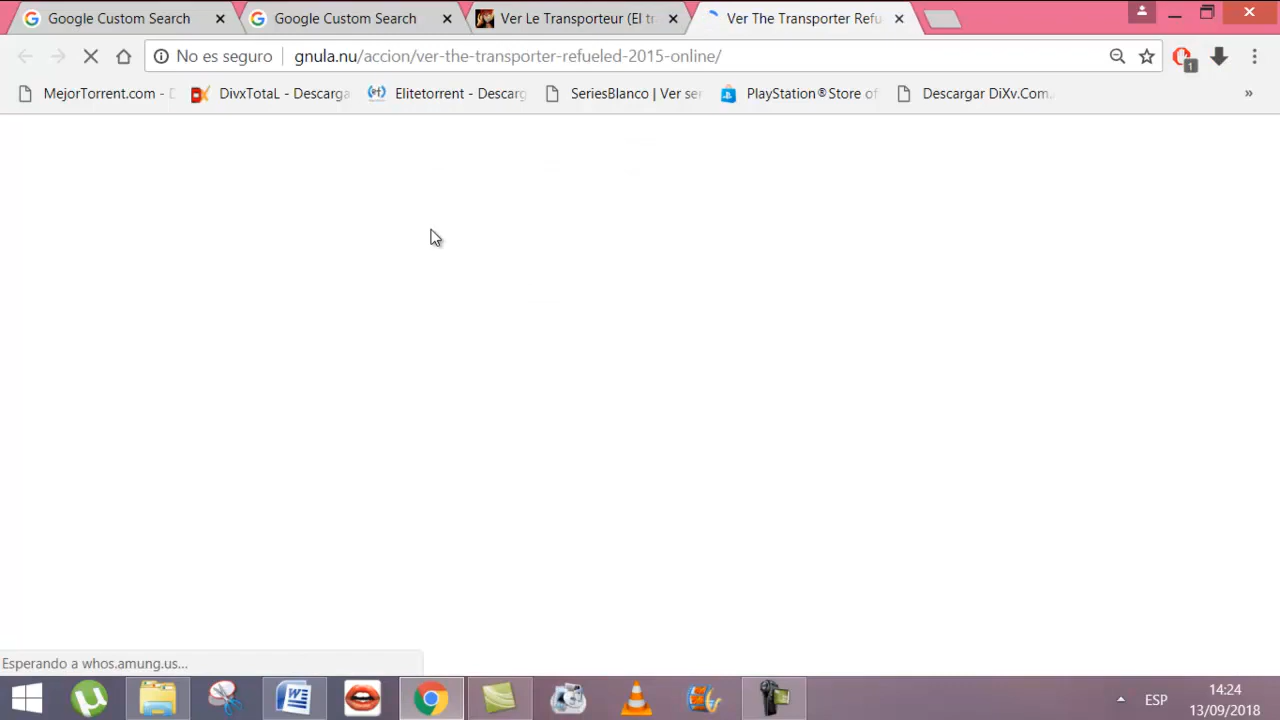 Google Custom Search
Google Custom Search
Ver Le Transporteur (El tr
Ver The Transporter Refu
No es seguro
gnula.nu/accion/ver-the-transporter-refueled-2015-online/
1
MejorTorrent.com - D
DivxTotaL - Descarga
Elitetorrent - Descarg
SeriesBlanco | Ver ser
PlayStation®Store of
Descargar DiXv.Com,
»
Esperando a whos.amung.us...
ESP
14:24
13/09/2018